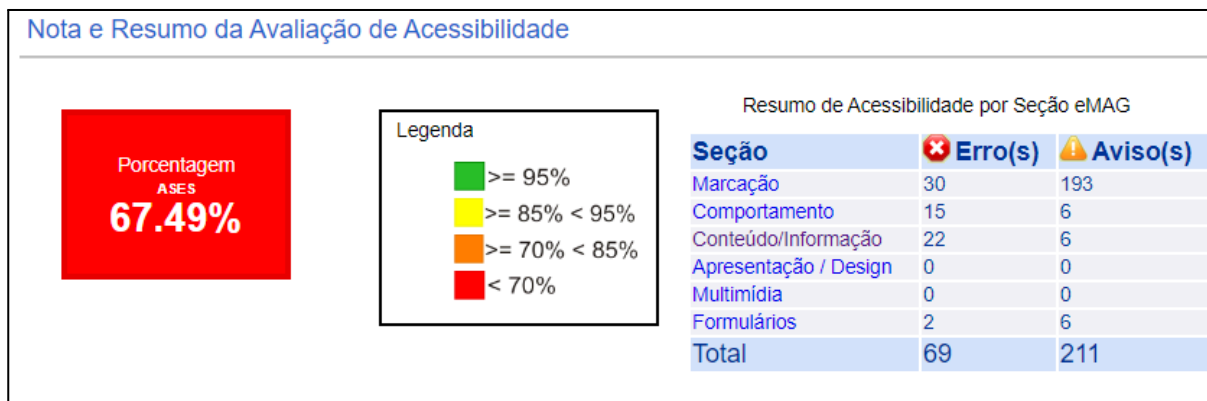 Nota e Resumo da Avaliação de Acessibilidade
Porcentagem
ASES
67.49%
Legenda
>= 95%
>= 85% < 95%
>= 70% < 85%
< 70%
Resumo de Acessibilidade por Seção eMAG
Seção Erro(s) Aviso(s)
Marcação 30 193
Comportamento 15 6
Conteúdo/Informação 22 6
Apresentação / Design 0 0
Multimídia 0 0
Formulários 2 6
Total 69 211